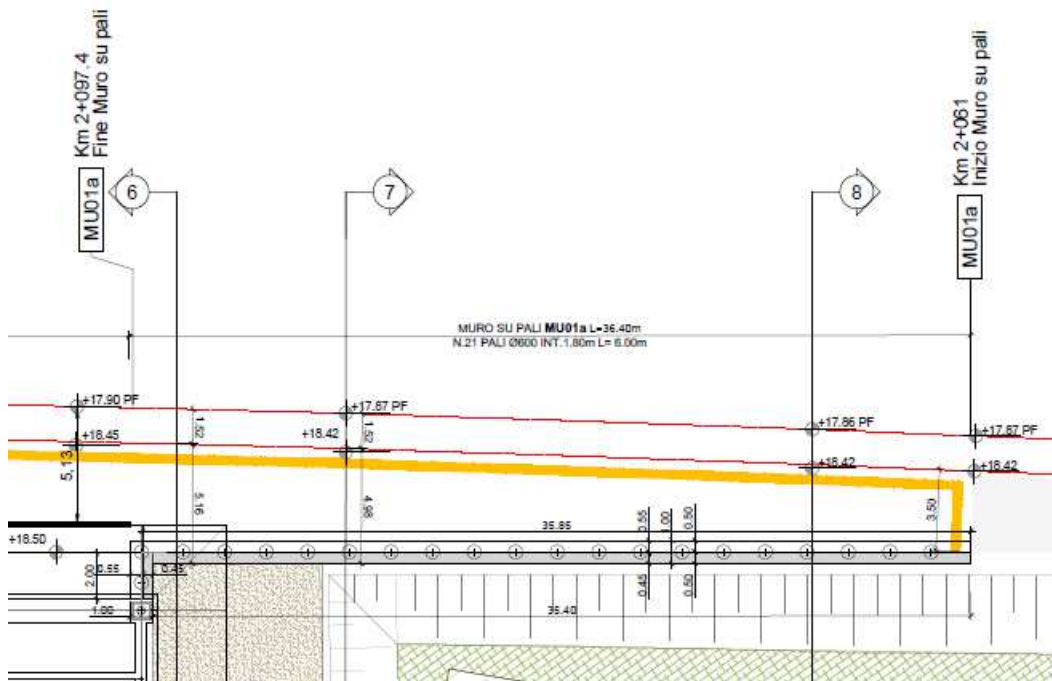 Km 2+097.4
Fine Muro su pali
MU01a
6
7
8
Km 2+061
Inizio Muro su pali
MU01a
MURO SU PALI MU01a L=36.40m
N.21 PALI Ø600 INT.1,80m L= 6.00m
+17.90 PF
+17.87 PF
+17.86 PF
+17.87 PF
1.52
1.52
+18.45
+18.42
+18.42
+18.42
5,13
5.16
4.98
3.50
35.85
0.55
1.00
0.50
+18.50
2.00
0.55
0.45
0.45
0.50
1.00
35.40